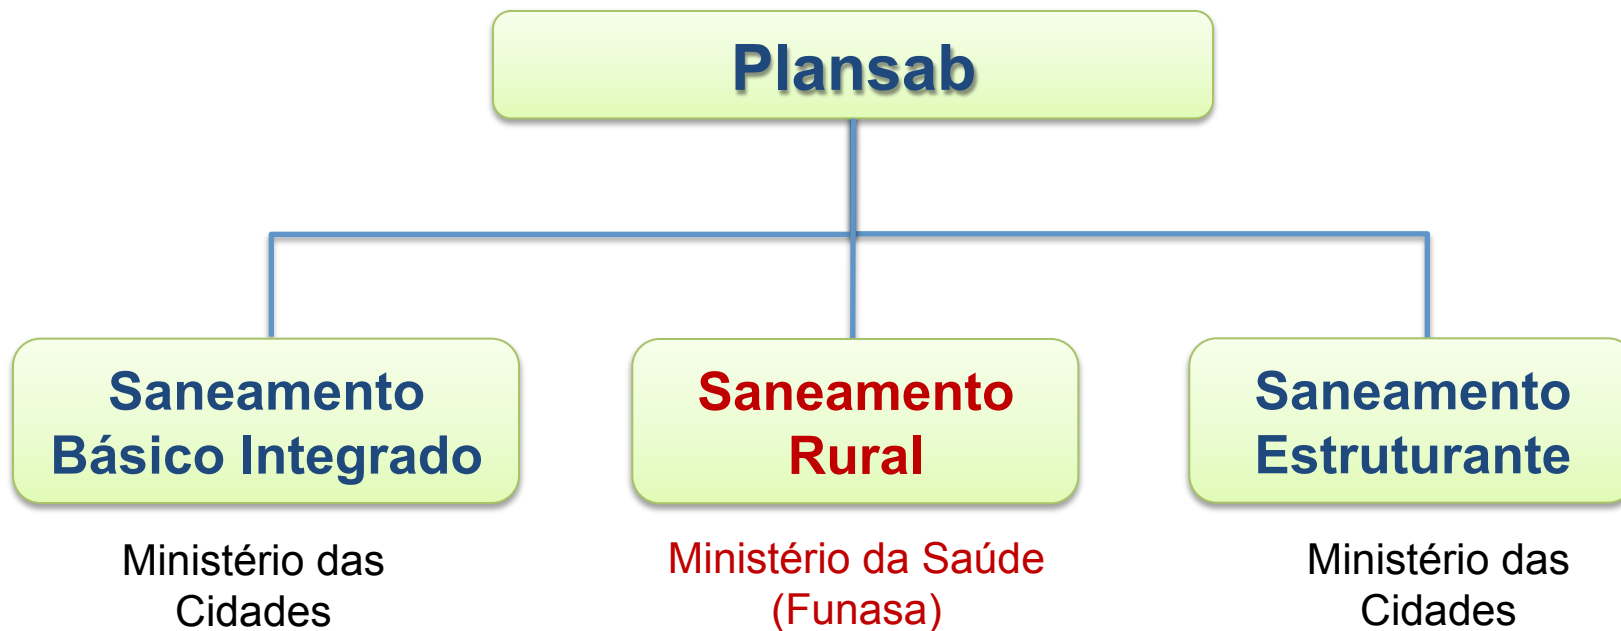 Plansab
Saneamento
Básico Integrado
Ministério das
Cidades
Saneamento
Rural
Ministério da Saúde
(Funasa)
Saneamento
Estruturante
Ministério das
Cidades